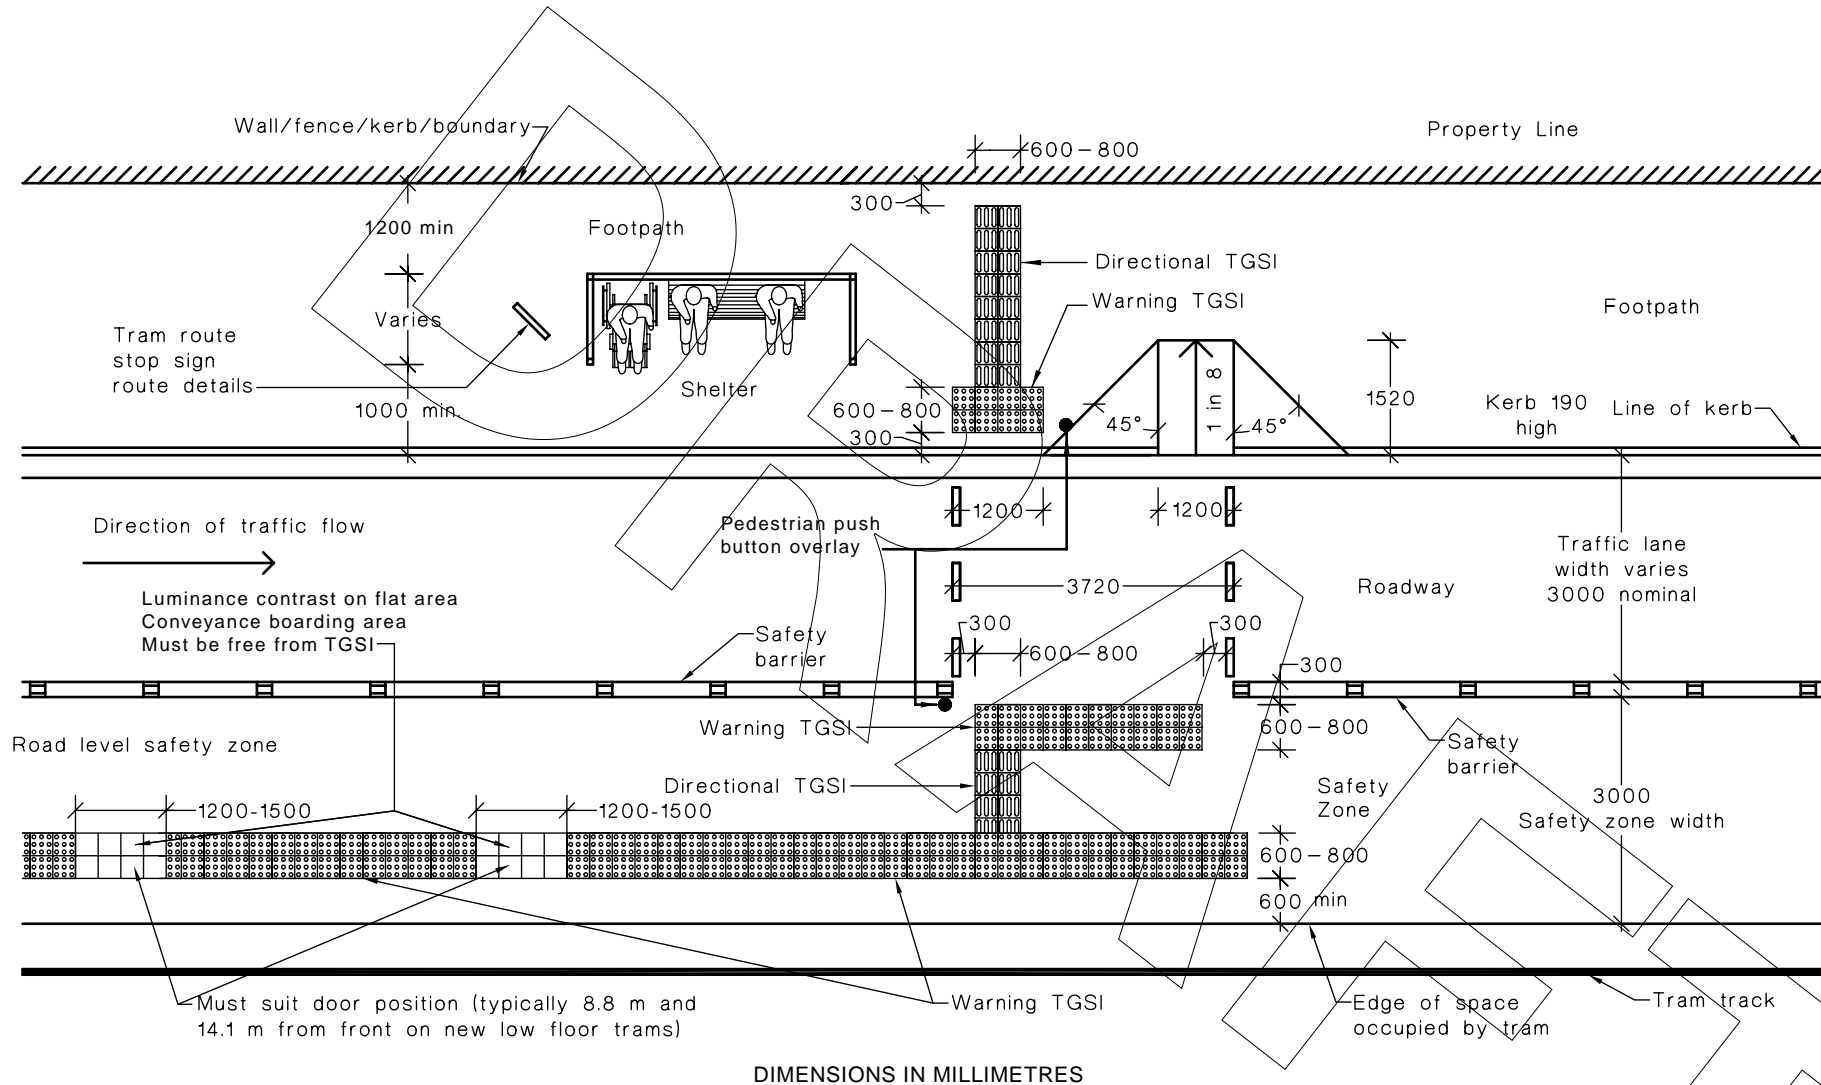 Wall/fence/kerb/boundary
Property Line
600-800
300
1200 min
Footpath
Directional TGSI
Warning TGSI
Footpath
Varies
Tram route
stop sign
route details
Shelter
1000 min.
600-800
300
45°
1 in 8
45°
1520
Kerb 190
high
Line of kerb
1200
1200
Direction of traffic flow
Pedestrian push
button overlay
Traffic lane
width varies
3000 nominal
3720
Roadway
Luminance contrast on flat area
Conveyance boarding area
Must be free from TGSI
Safety
barrier
300
600-800
300
300
Warning TGSI
600-800
Road level safety zone
Safety
barrier
Directional TGSI
Safety
Zone
3000
Safety zone width
1200-1500
1200-1500
600-800
600 min
Must suit door position (typically 8.8 m and
14.1 m from front on new low floor trams)
Warning TGSI
Edge of space
occupied by tram
Tram track
DIMENSIONS IN MILLIMETRES